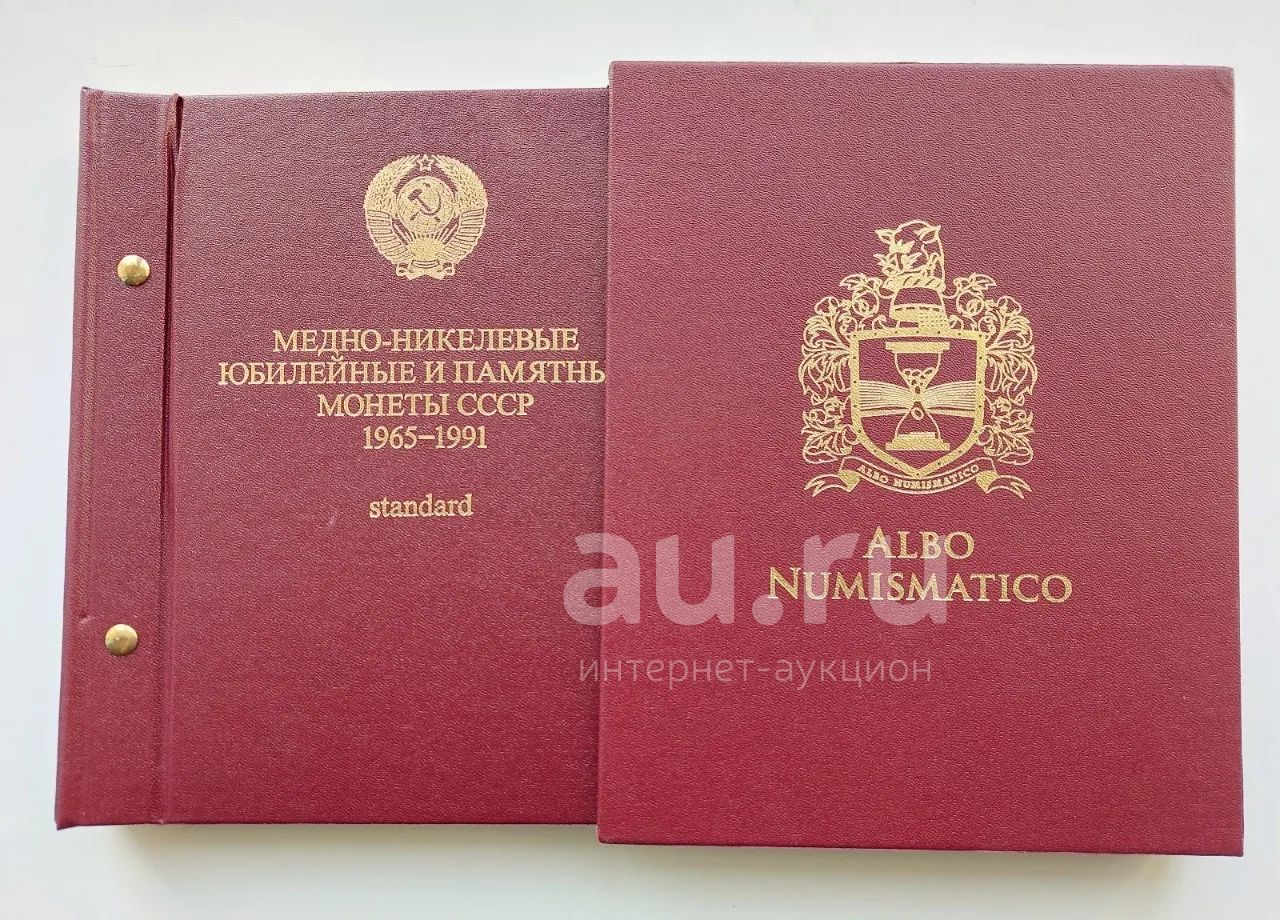 МЕДНО-НИКЕЛЕВЫЕ
ЮБИЛЕЙНЫЕ И ПАМЯТНЫ
МОНЕТЫ СССР
1965–1991
standard
ALBO NUMISMATICO
ALBO
NUMISMATICO
au.ru
интернет-аукцион